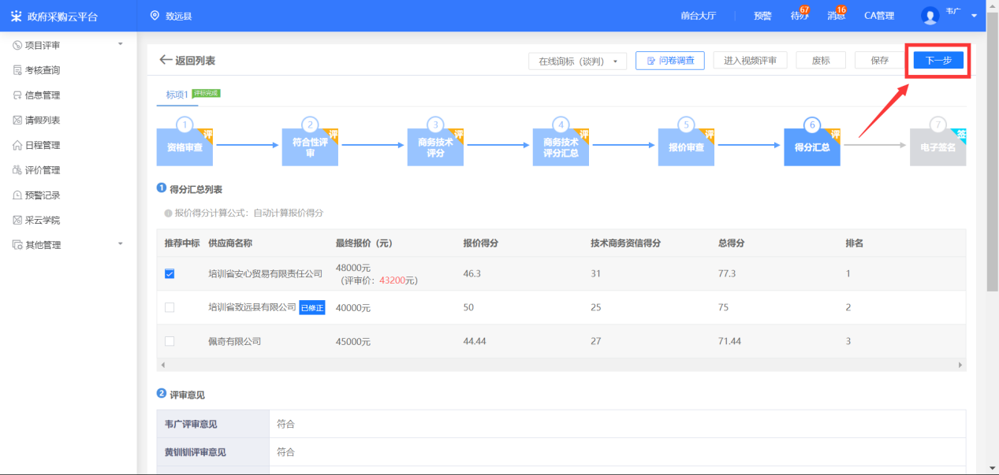 政府采购云平台
致远县
前台大厅
预警
待办 67
消息 16
CA管理
韦广
项目评审
考核查询
信息管理
请假列表
日程管理
评价管理
预警记录
采云学院
其他管理
返回列表
在线询标（谈判）
问卷调查
进入视频评审
废标
保存
下一步
标项1 评标完成
1 评
资格审查
2 评
符合性评
审
3 评
商务技术
评分
4 评
商务技术
评分汇总
5 评
报价审查
6 评
得分汇总
7 签
电子签名
1 得分汇总列表
报价得分计算公式：自动计算报价得分
推荐中标 供应商名称 最终报价（元） 报价得分 技术商务资信得分 总得分 排名
培训省安心贸易有限责任公司 48000元 46.3 31 77.3 1
（评审价：43200元）
培训省致远县有限公司 已修正 40000元 50 25 75 2
佩奇有限公司 45000元 44.44 27 71.44 3
2 评审意见
韦广评审意见 符合
黄钏钏评审意见 符合